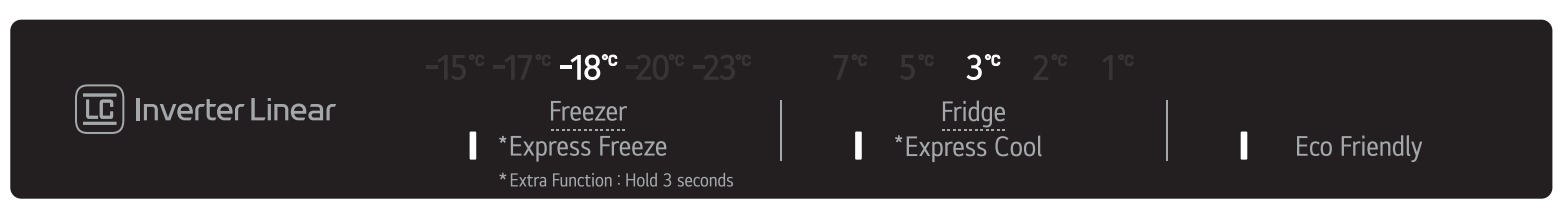 -15°C -17°C -18°C -20°C -23°C 7°C 5°C 3°C 2°C 1°C
LC Inverter Linear
Freezer Fridge
*Express Freeze *Express Cool Eco Friendly
* Extra Function : Hold 3 seconds